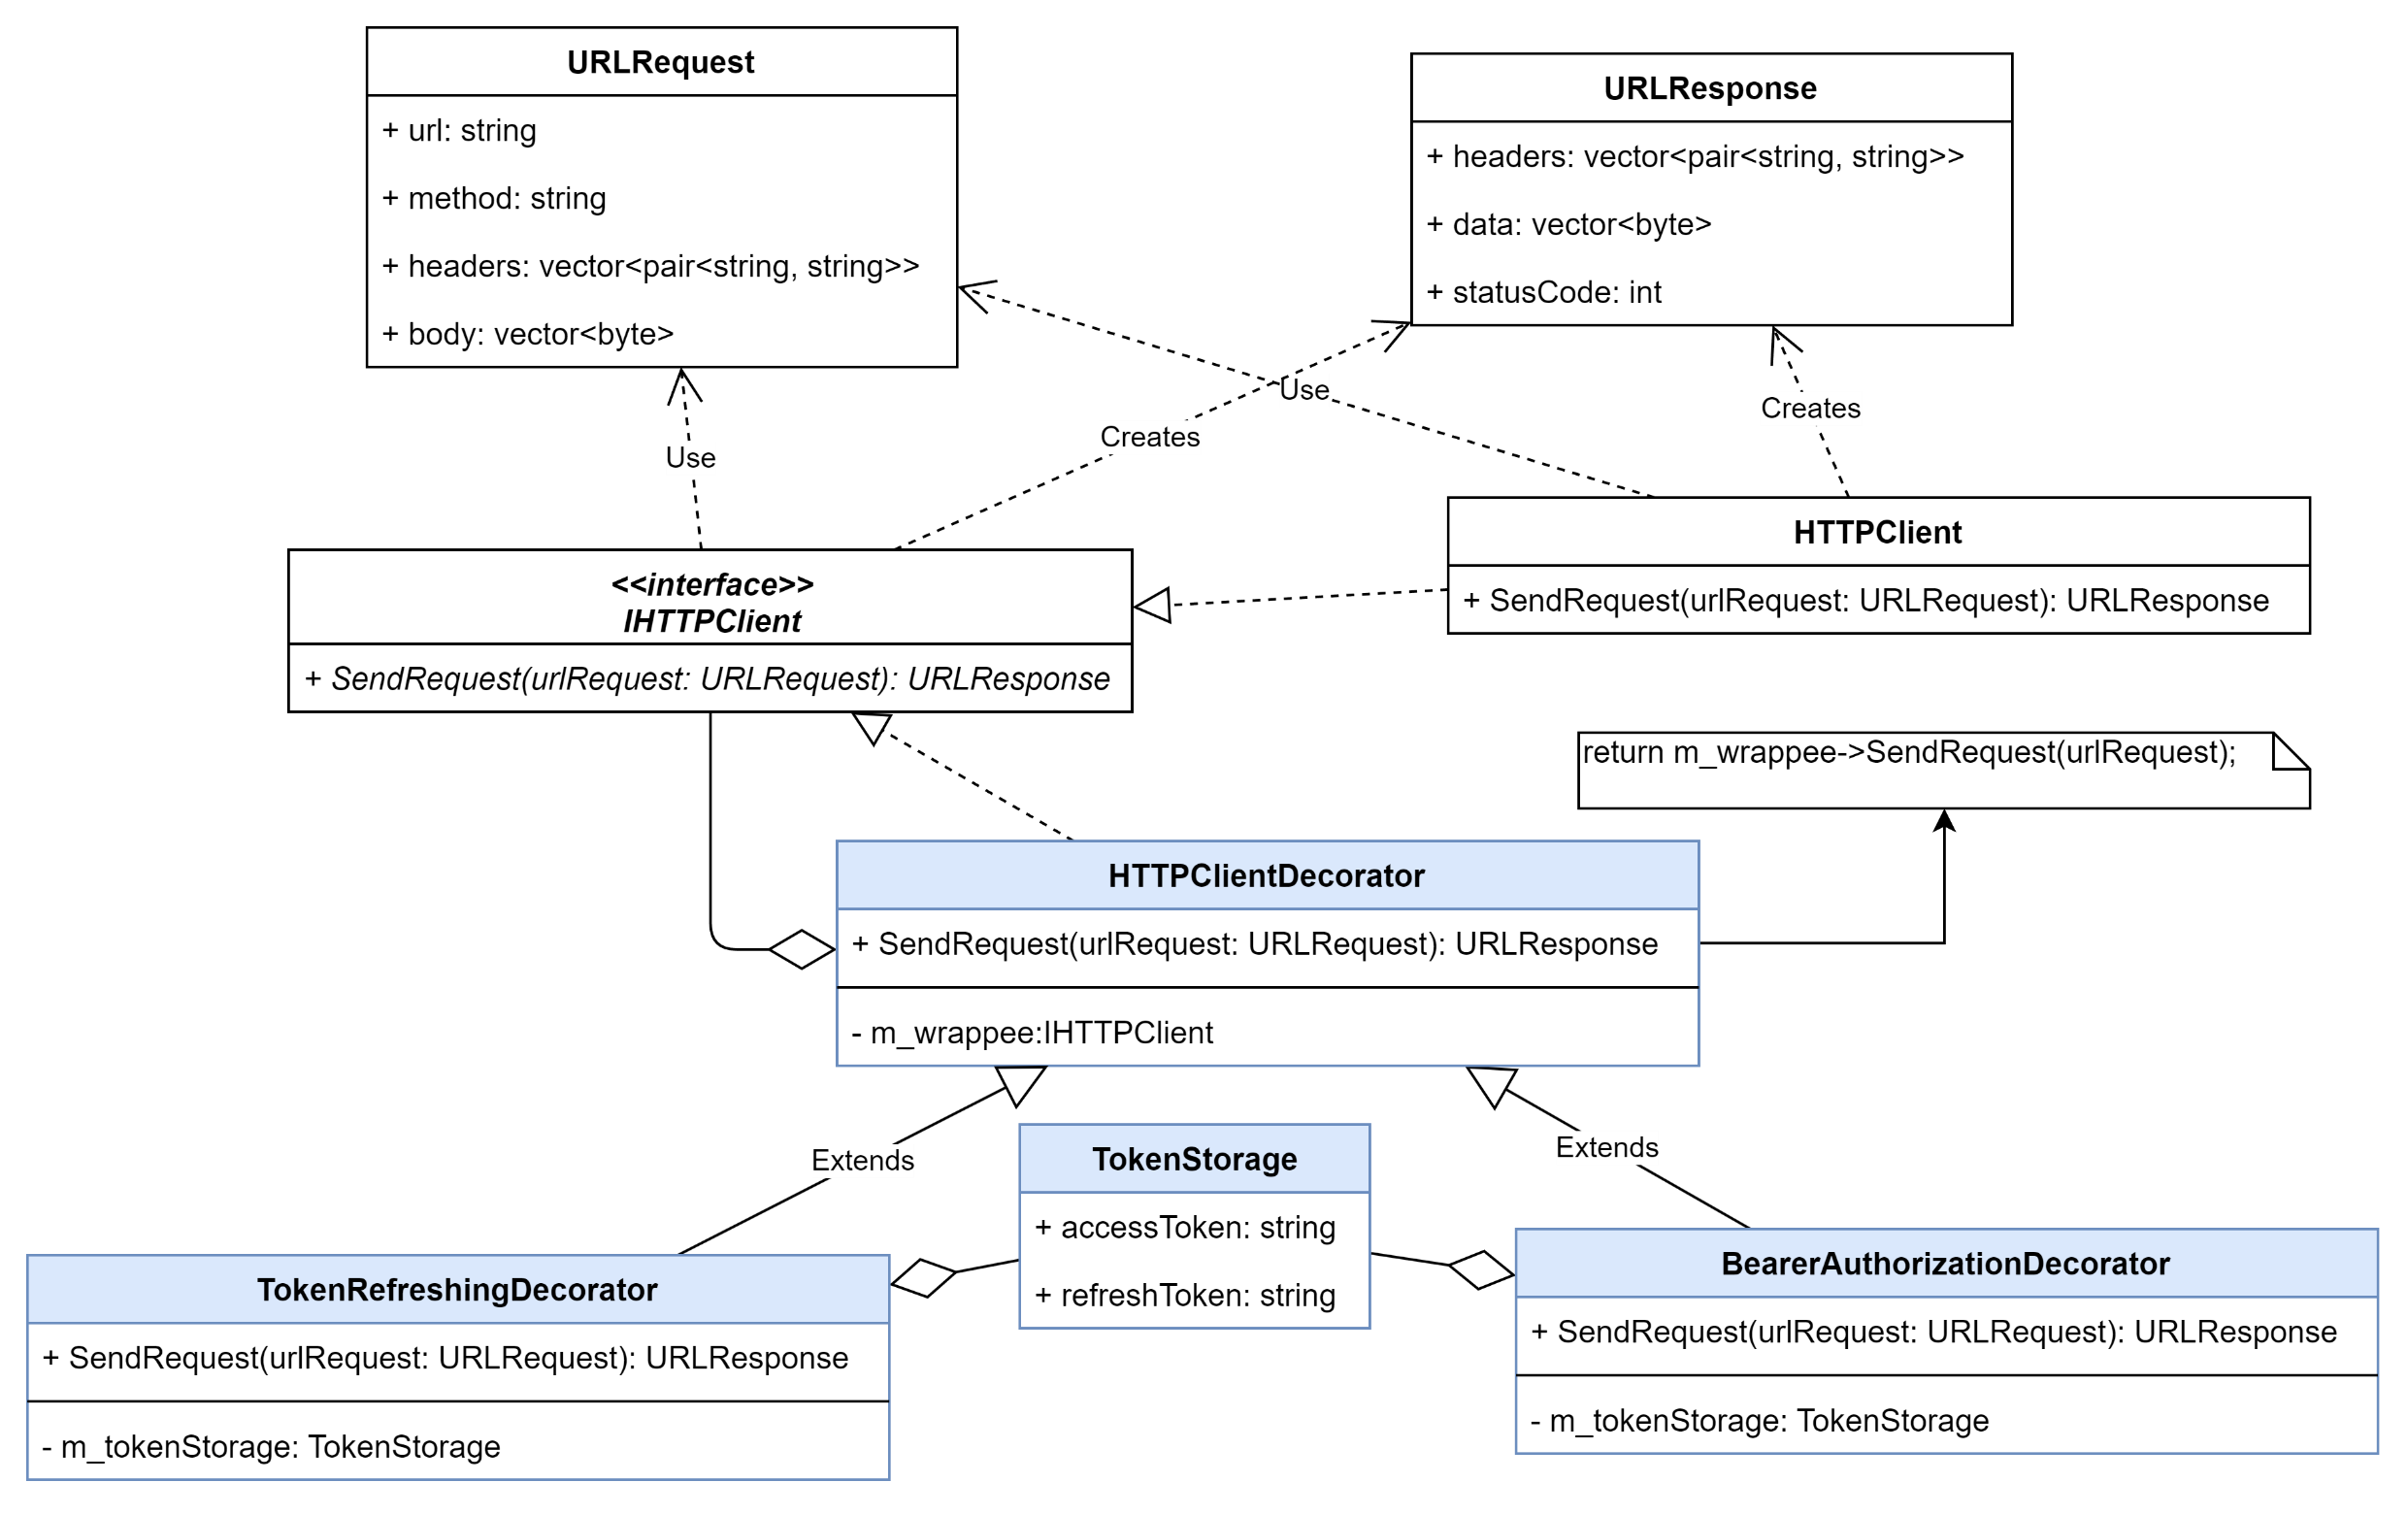 URLRequest
+ url: string
+ method: string
+ headers: vector<pair<string, string>>
+ body: vector<byte>
URLResponse
+ headers: vector<pair<string, string>>
+ data: vector<byte>
+ statusCode: int
Use
Creates
Use
Creates
<<interface>>
IHTTPClient
+ SendRequest(urlRequest: URLRequest): URLResponse
HTTPClient
+ SendRequest(urlRequest: URLRequest): URLResponse
return m_wrappee->SendRequest(urlRequest);
HTTPClientDecorator
+ SendRequest(urlRequest: URLRequest): URLResponse
- m_wrappee:IHTTPClient
Extends
Extends
TokenStorage
+ accessToken: string
+ refreshToken: string
TokenRefreshingDecorator
+ SendRequest(urlRequest: URLRequest): URLResponse
- m_tokenStorage: TokenStorage
BearerAuthorizationDecorator
+ SendRequest(urlRequest: URLRequest): URLResponse
- m_tokenStorage: TokenStorage